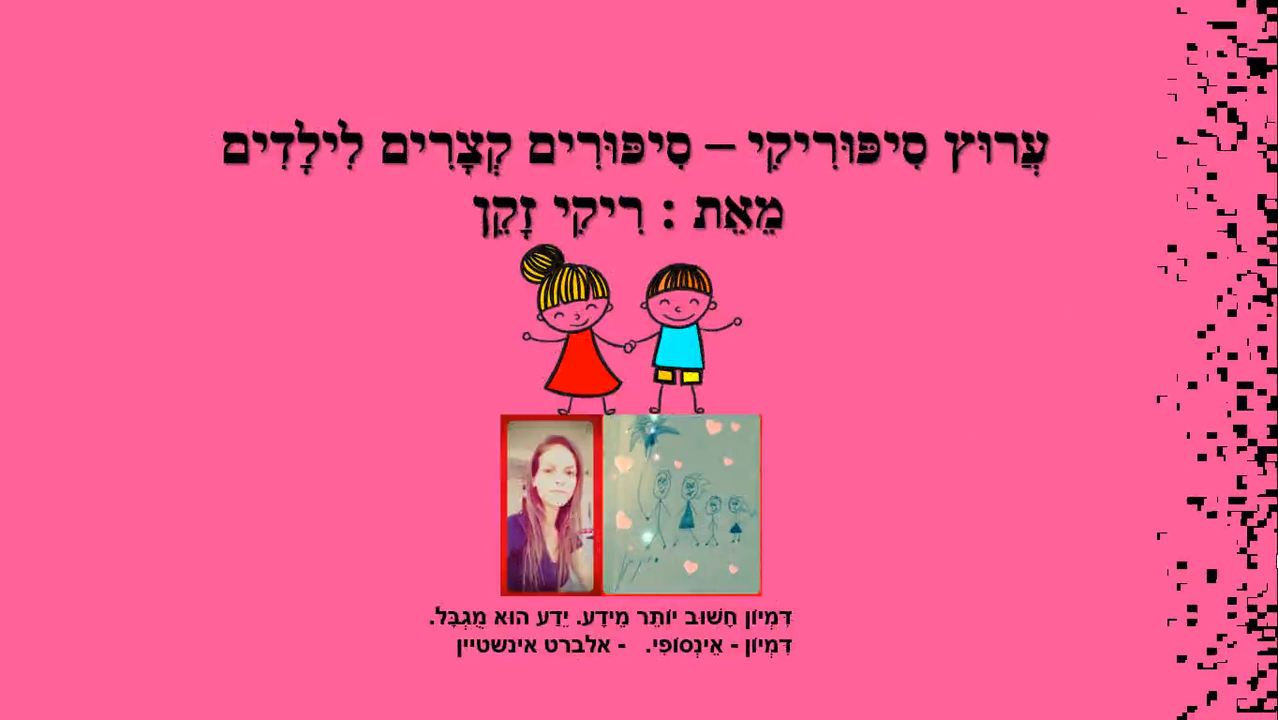 עֲרוּץ סִיפּוּרִיקִי – סִיפּוּרִים קְצָרִים לִילָדִים
מֵאֵת : רִיקִי זָקֵן
דִּמְיוֹן חָשׁוּב יוֹתֵר מֵידָע. יֵדַע הוּא מֻגְבָּל.
דִּמְיוֹן - אֵינְסוֹפִי. - אלברט אינשטיין